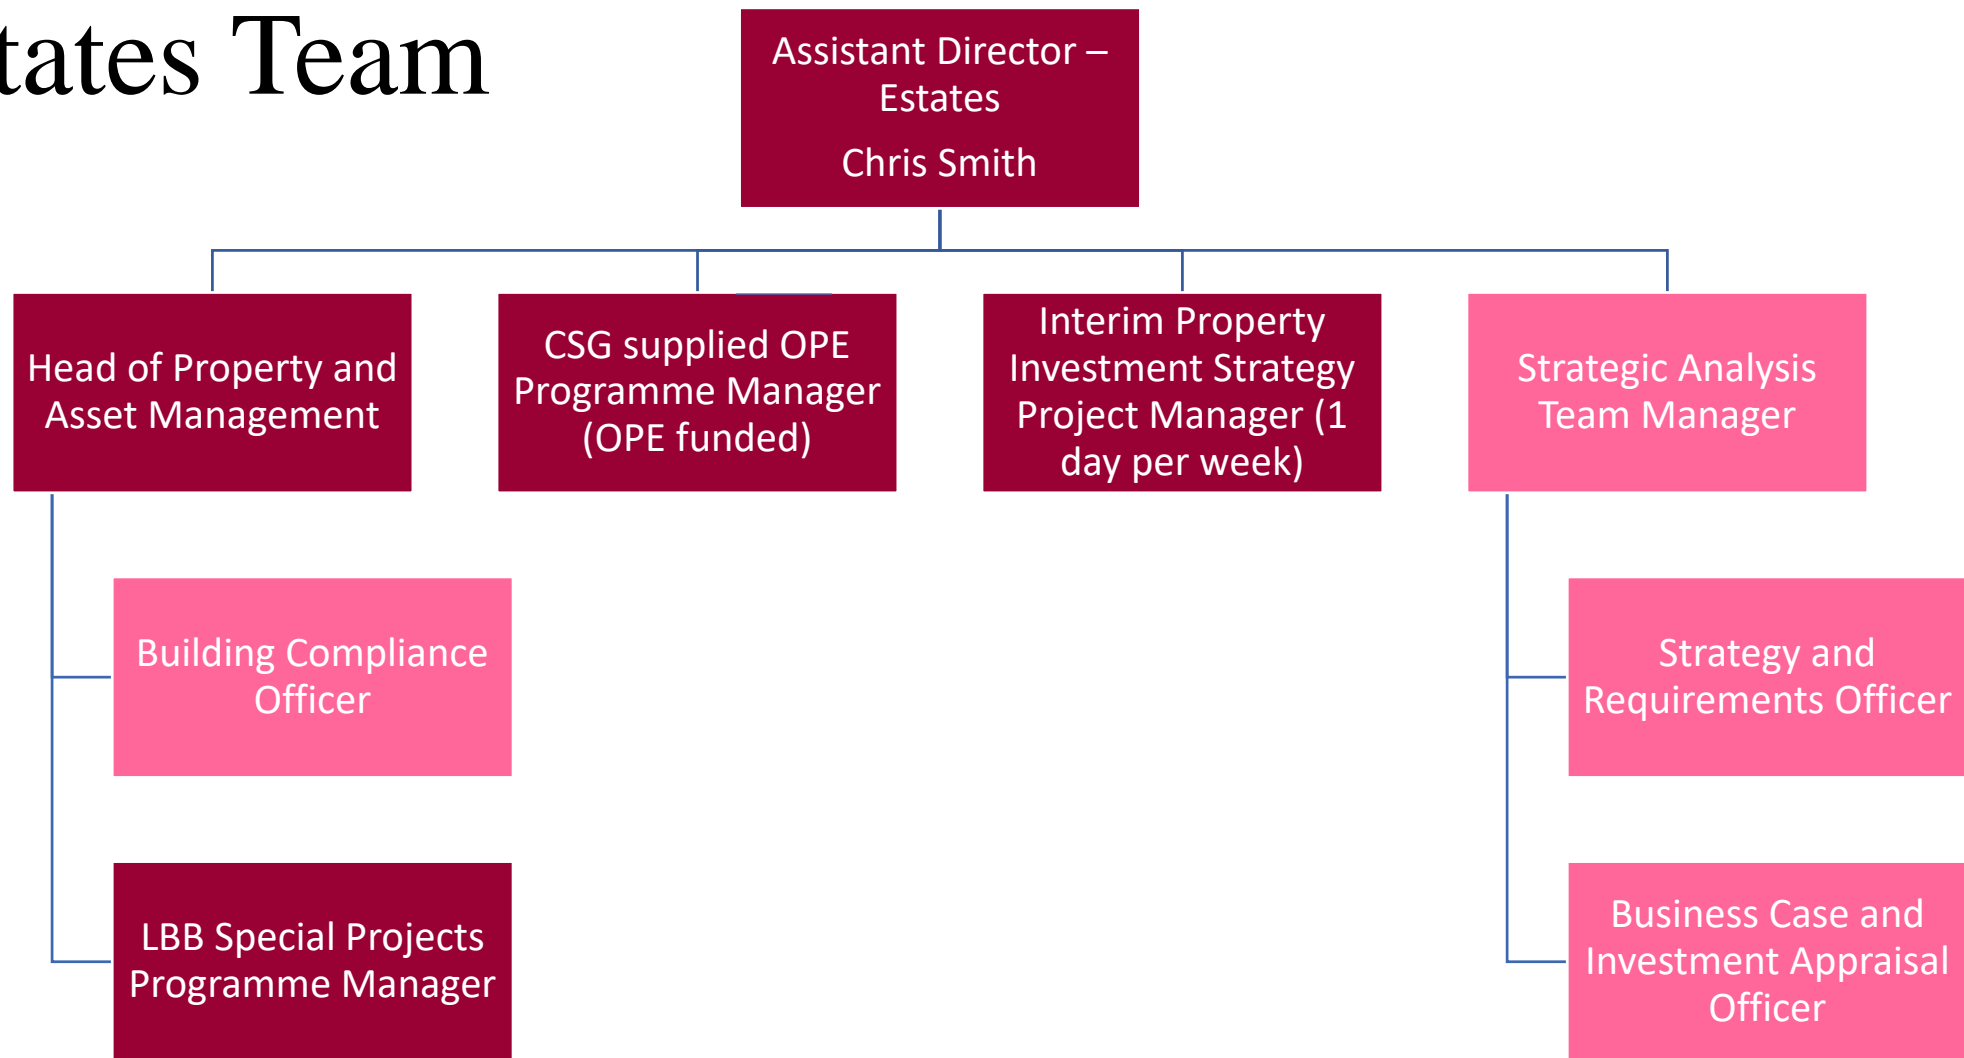 tates Team
Assistant Director –
Estates
Chris Smith
Head of Property and
Asset Management
CSG supplied OPE
Programme Manager
(OPE funded)
Interim Property
Investment Strategy
Project Manager (1
day per week)
Strategic Analysis
Team Manager
Building Compliance
Officer
Strategy and
Requirements Officer
LBB Special Projects
Programme Manager
Business Case and
Investment Appraisal
Officer